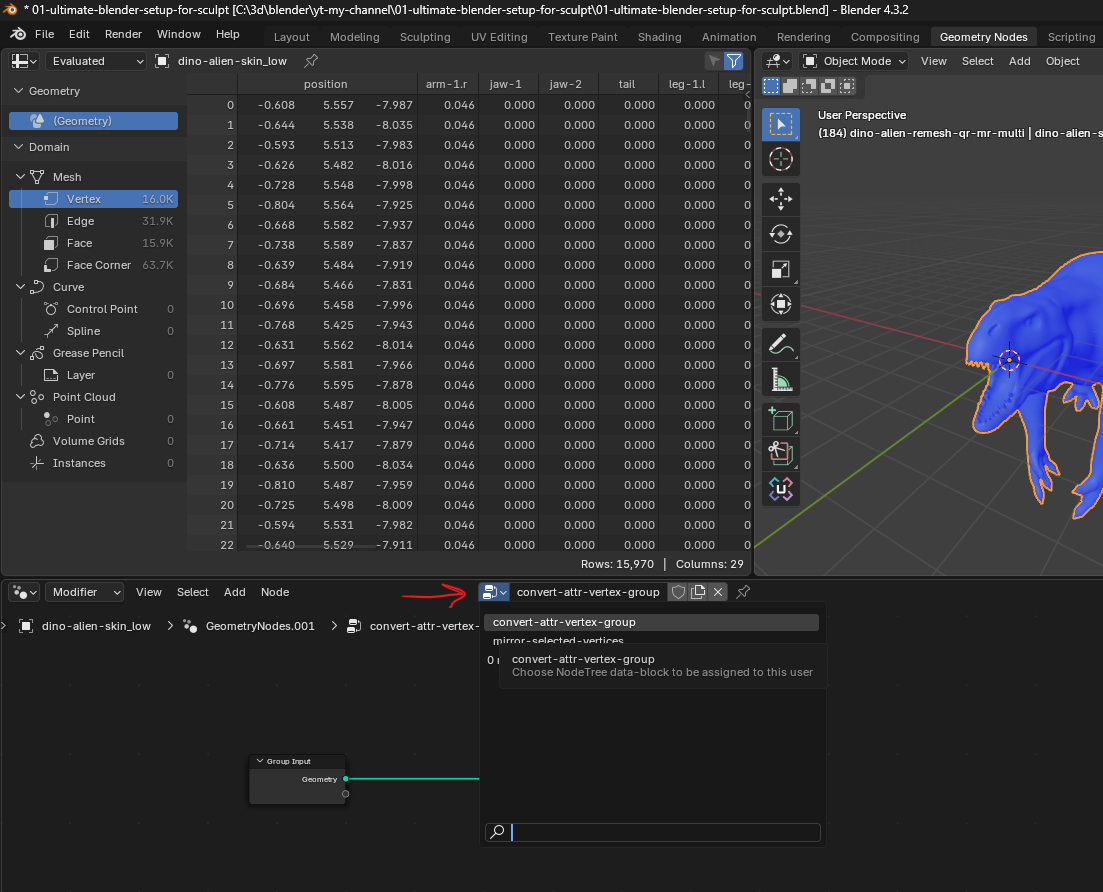 * 01-ultimate-blender-setup-for-sculpt [C:\3d\blender\yt-my-channel\01-ultimate-blender-setup-for-sculpt\01-ultimate-blender-setup-for-sculpt.blend] - Blender 4.3.2
File Edit Render Window Help Layout Modeling Sculpting UV Editing Texture Paint Shading Animation Rendering Compositing Geometry Nodes Scripting
Evaluated dino-alien-skin_low
Object Mode View Select Add Object
position arm-1.r jaw-1 jaw-2 tail leg-1.l leg-
Geometry
(Geometry)
Domain
Mesh
Vertex 16.0K
Edge 31.9K
Face 15.9K
Face Corner 63.7K
Curve
Control Point 0
Spline 0
Grease Pencil
Layer 0
Point Cloud
Point 0
Volume Grids 0
Instances 0
0 -0.608 5.557 -7.987 0.046 0.000 0.000 0.000 0.000 0
1 -0.644 5.538 -8.035 0.046 0.000 0.000 0.000 0.000 0
2 -0.593 5.513 -7.983 0.046 0.000 0.000 0.000 0.000 0
3 -0.626 5.482 -8.016 0.046 0.000 0.000 0.000 0.000 0
4 -0.728 5.548 -7.998 0.046 0.000 0.000 0.000 0.000 0
5 -0.804 5.564 -7.925 0.046 0.000 0.000 0.000 0.000 0
6 -0.668 5.582 -7.937 0.046 0.000 0.000 0.000 0.000 0
7 -0.738 5.589 -7.837 0.046 0.000 0.000 0.000 0.000 0
8 -0.639 5.484 -7.919 0.046 0.000 0.000 0.000 0.000 0
9 -0.684 5.466 -7.831 0.046 0.000 0.000 0.000 0.000 0
10 -0.696 5.458 -7.996 0.046 0.000 0.000 0.000 0.000 0
11 -0.768 5.425 -7.943 0.046 0.000 0.000 0.000 0.000 0
12 -0.631 5.562 -8.014 0.046 0.000 0.000 0.000 0.000 0
13 -0.697 5.581 -7.966 0.046 0.000 0.000 0.000 0.000 0
14 -0.776 5.595 -7.878 0.046 0.000 0.000 0.000 0.000 0
15 -0.608 5.487 -8.005 0.046 0.000 0.000 0.000 0.000 0
16 -0.661 5.451 -7.947 0.046 0.000 0.000 0.000 0.000 0
17 -0.714 5.417 -7.879 0.046 0.000 0.000 0.000 0.000 0
18 -0.636 5.500 -8.034 0.046 0.000 0.000 0.000 0.000 0
19 -0.810 5.487 -7.959 0.046 0.000 0.000 0.000 0.000 0
20 -0.725 5.498 -8.009 0.046 0.000 0.000 0.000 0.000 0
21 -0.594 5.531 -7.982 0.046 0.000 0.000 0.000 0.000 0
22 -0.640 5.529 -7.911 0.046 0.000 0.000 0.000 0.000 0
Rows: 15,970 | Columns: 29
User Perspective
(184) dino-alien-remesh-qr-mr-multi | dino-alien-s
Modifier View Select Add Node convert-attr-vertex-group
dino-alien-skin_low GeometryNodes.001 convert-attr-vertex-
convert-attr-vertex-group
mirror-selected-vertices
convert-attr-vertex-group
Choose NodeTree data-block to be assigned to this user
Group Input
Geometry